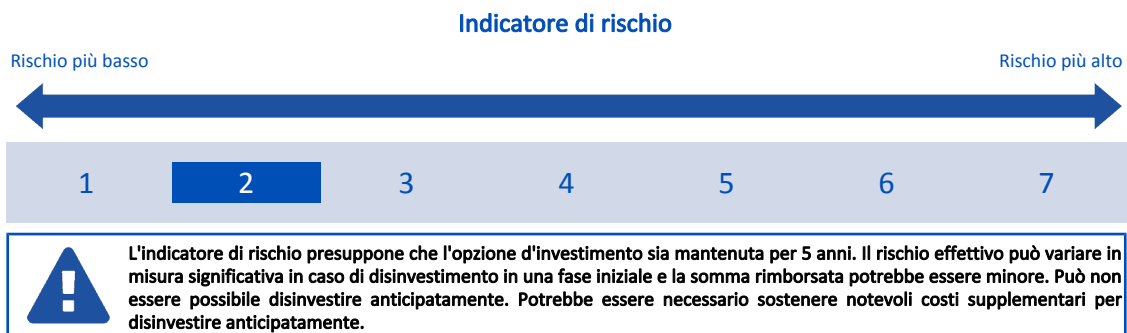 Indicatore di rischio
Rischio più basso
Rischio più alto
1 2 3 4 5 6 7
L'indicatore di rischio presuppone che l'opzione d'investimento sia mantenuta per 5 anni. Il rischio effettivo può variare in
misura significativa in caso di disinvestimento in una fase iniziale e la somma rimborsata potrebbe essere minore. Può non
essere possibile disinvestire anticipatamente. Potrebbe essere necessario sostenere notevoli costi supplementari per
disinvestire anticipatamente.